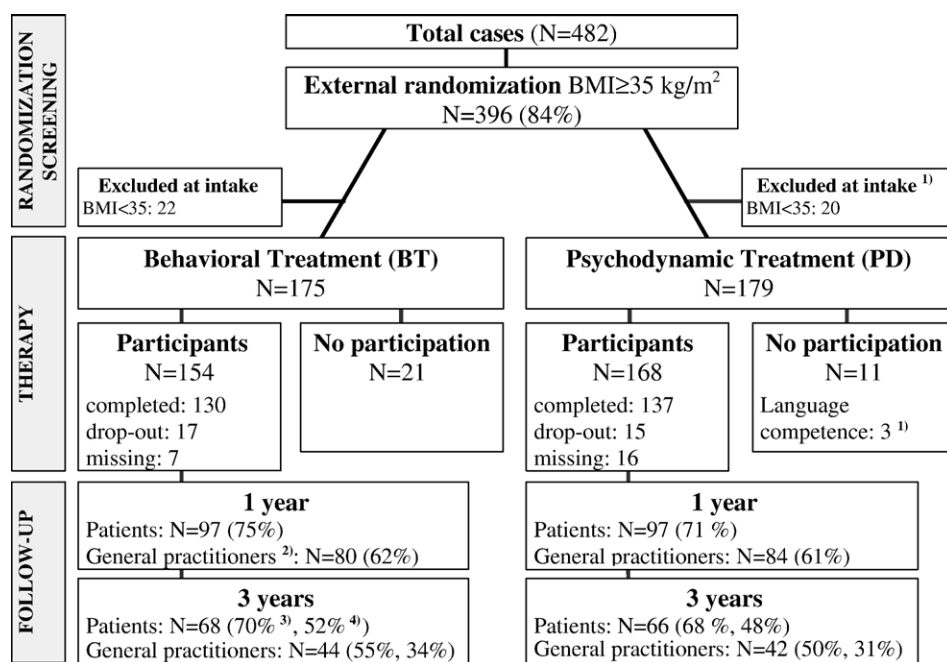 RANDOMIZATION
SCREENING
Total cases (N=482)
External randomization BMI≥35 kg/m²
N=396 (84%)
Excluded at intake
BMI<35: 22
Excluded at intake 1)
BMI<35: 20
THERAPY
Behavioral Treatment (BT)
N=175
Psychodynamic Treatment (PD)
N=179
Participants
N=154
completed: 130
drop-out: 17
missing: 7
No participation
N=21
Participants
N=168
completed: 137
drop-out: 15
missing: 16
No participation
N=11
Language
competence: 3 1)
FOLLOW-UP
1 year
Patients: N=97 (75%)
General practitioners 2): N=80 (62%)
1 year
Patients: N=97 (71 %)
General practitioners: N=84 (61%)
3 years
Patients: N=68 (70% 3), 52% 4))
General practitioners: N=44 (55%, 34%)
3 years
Patients: N=66 (68 %, 48%)
General practitioners: N=42 (50%, 31%)